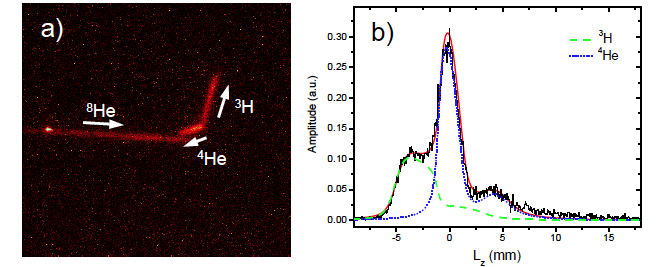 a)
⁸He
³H
⁴He
b)
³H
⁴He
Amplitude (a.u.)
0.30
0.25
0.20
0.15
0.10
0.05
0.00
-5 0 5 10 15
L_z (mm)